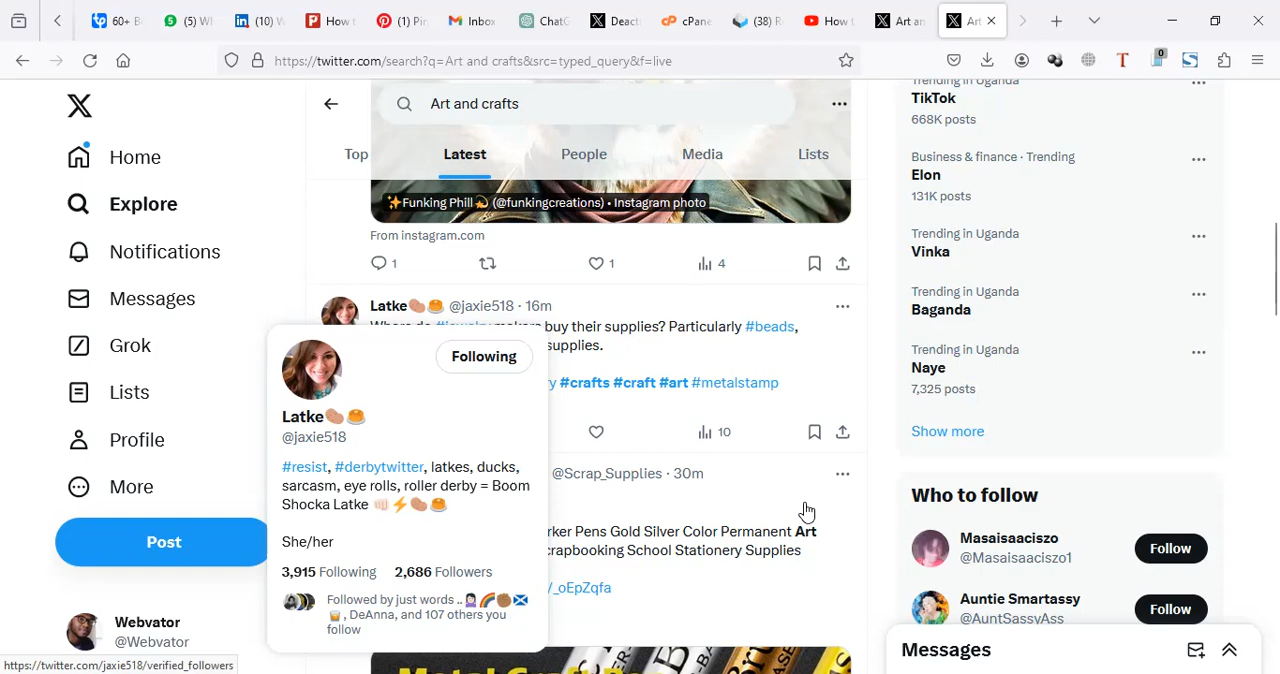 60+ B
(5) W
(10) W
How t
(1) Pi
Inbo
ChatG
Deac
cPane
(38) R
How t
Art an
Art
https://twitter.com/search?q=Art and crafts&src=typed_query&f=live
0
Home
Explore
Notifications
Messages
Grok
Lists
Profile
More
Post
Webvator
@Webvator
https://twitter.com/jaxie518/verified_followers
Art and crafts
Top
Latest
People
Media
Lists
✨Funking Phill💫 (@funkingcreations) • Instagram photo
From instagram.com
1
1
4
Latke🥔🥞 @jaxie518 · 16m
Where do #jewelry makers buy their supplies? Particularly #beads,
supplies.
y #crafts #craft #art #metalstamp
10
Following
Latke🥔🥞
@jaxie518
#resist, #derbytwitter, latkes, ducks,
sarcasm, eye rolls, roller derby = Boom
Shocka Latke 👊🏻⚡🥔🥞
She/her
3,915 Following 2,686 Followers
Followed by just words ..
, DeAnna, and 107 others you
follow
@Scrap_Supplies · 30m
rker Pens Gold Silver Color Permanent Art
crapbooking School Stationery Supplies
/_oEpZqfa
Trending in Uganda
TikTok
668K posts
Business & finance · Trending
Elon
131K posts
Trending in Uganda
Vinka
Trending in Uganda
Baganda
Trending in Uganda
Naye
7,325 posts
Show more
Who to follow
Masaisaaciszo
@Masaisaaciszo1
Follow
Auntie Smartassy
@AuntSassyAss
Follow
Messages